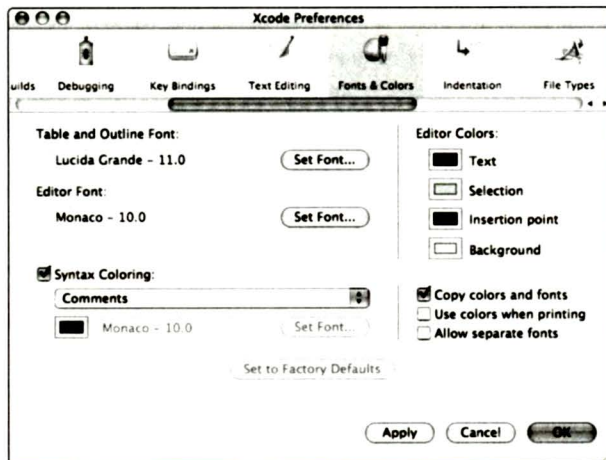 Xcode Preferences
uilds Debugging Key Bindings Text Editing Fonts & Colors Indentation File Types
Table and Outline Font:
Lucida Grande - 11.0 Set Font...
Editor Font:
Monaco - 10.0 Set Font...
Syntax Coloring:
Comments
Monaco - 10.0 Set Font...
Set to Factory Defaults
Editor Colors:
Text
Selection
Insertion point
Background
Copy colors and fonts
Use colors when printing
Allow separate fonts
Apply Cancel OK